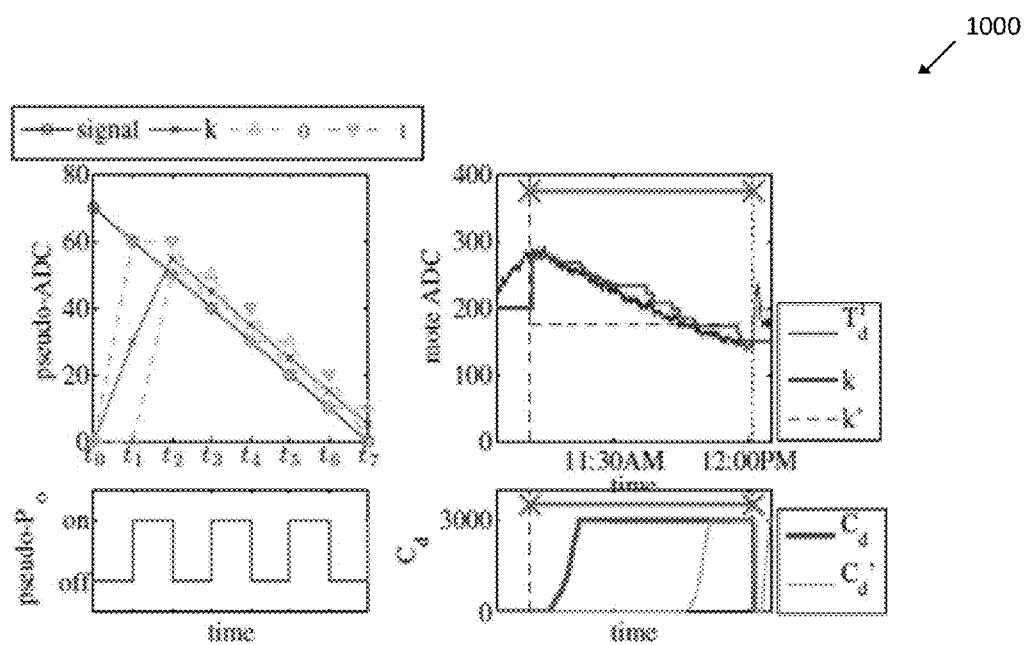 1000
signal k o ι
80
60
40
20
0
pseudo-ADC
t0 t1 t2 t3 t4 t5 t6 t7
on
off
pseudo-P o
time
400
300
200
100
0
mote ADC
11:30AM 12:00PM
time
k
k'
3000
0
Cd
time
Cd
Cd'